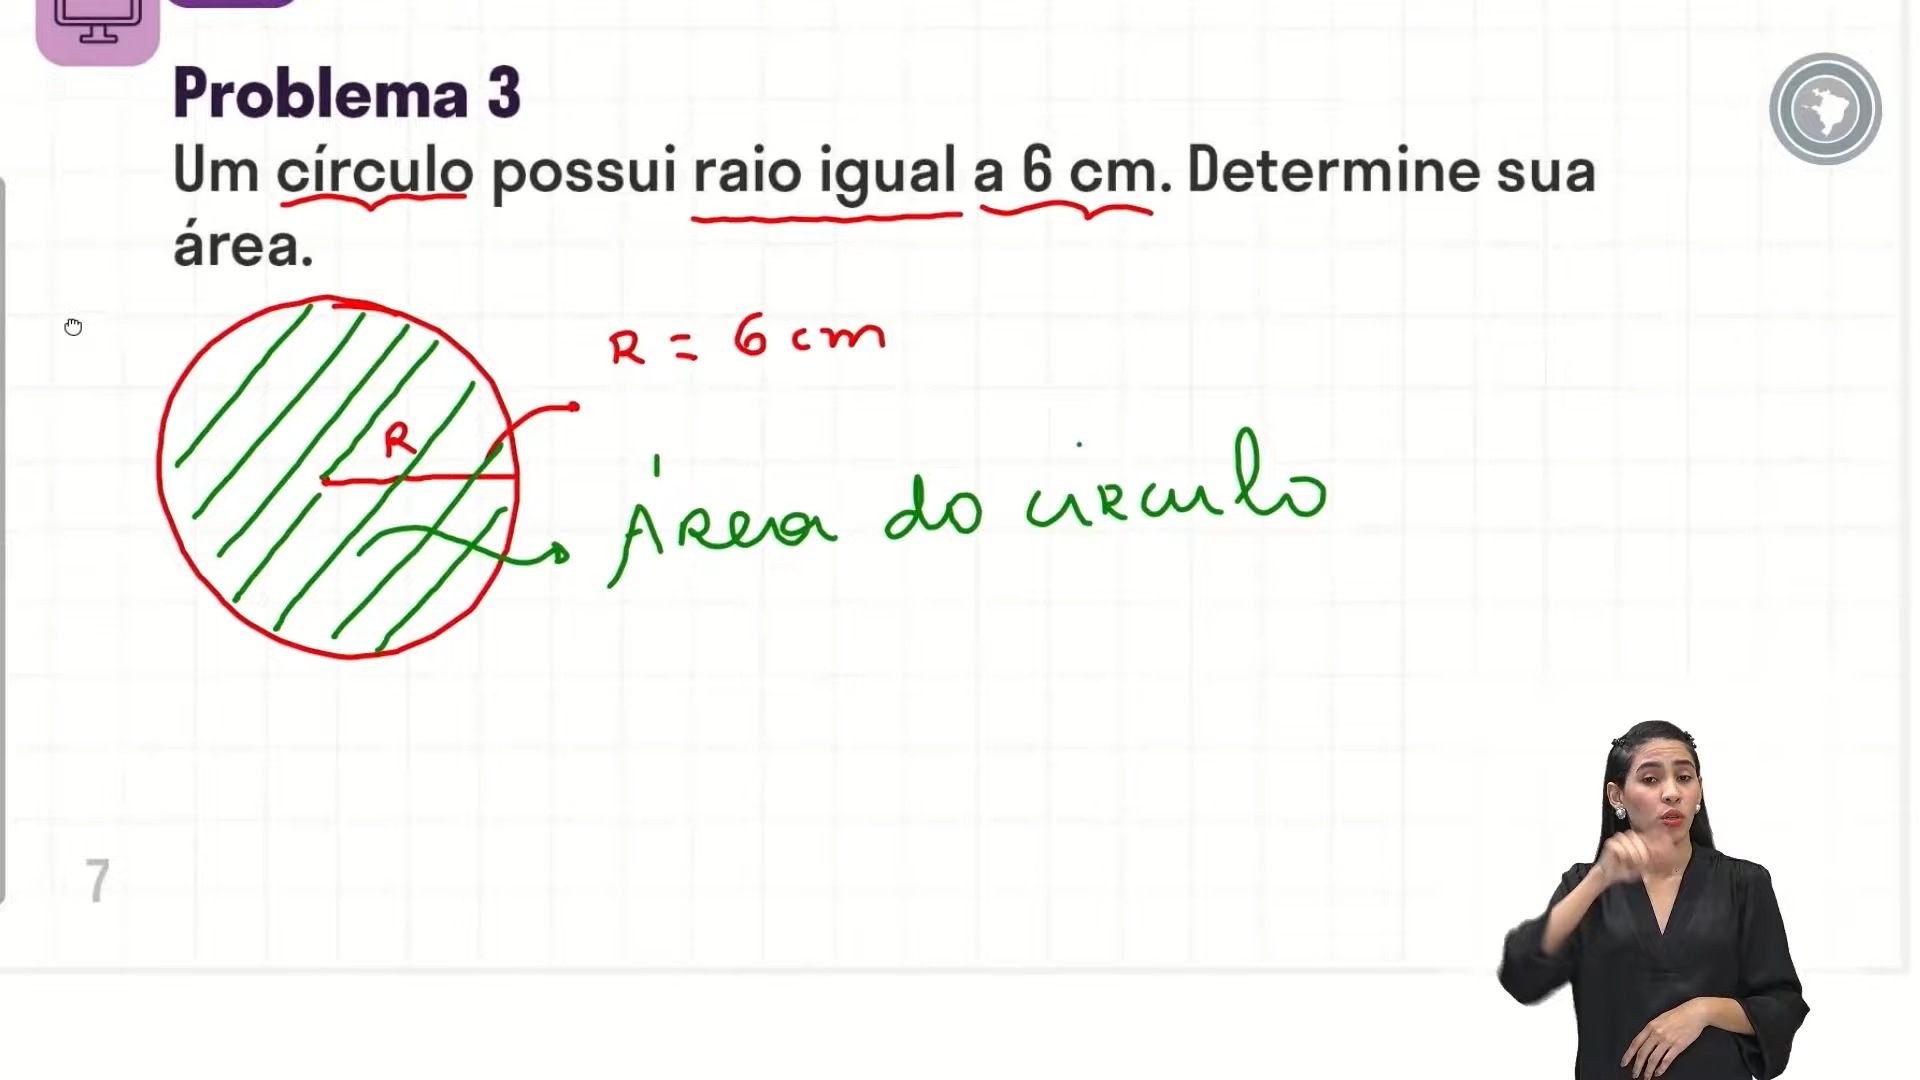 Problema 3
Um círculo possui raio igual a 6 cm. Determine sua
área.
R = 6 cm
R
Área do círculo
7